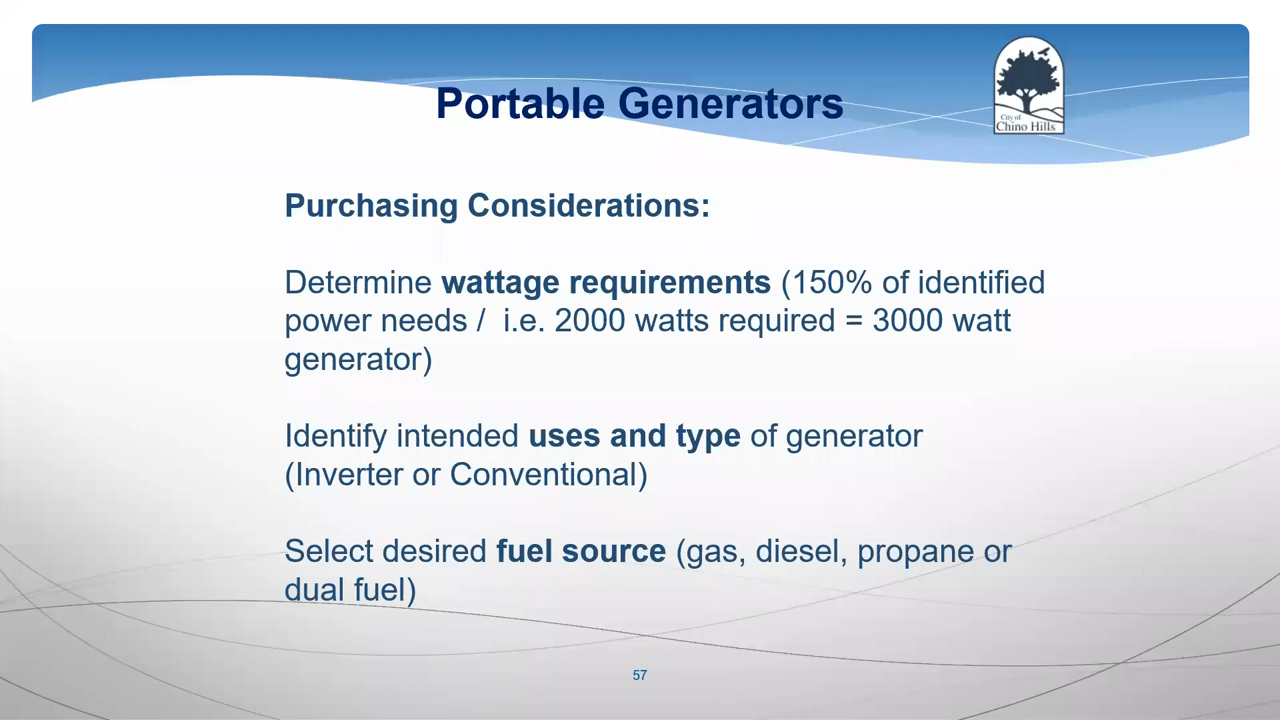 Portable Generators
City of
Chino Hills
Purchasing Considerations:
Determine wattage requirements (150% of identified
power needs /  i.e. 2000 watts required = 3000 watt
generator)
Identify intended uses and type of generator
(Inverter or Conventional)
Select desired fuel source (gas, diesel, propane or
dual fuel)
57